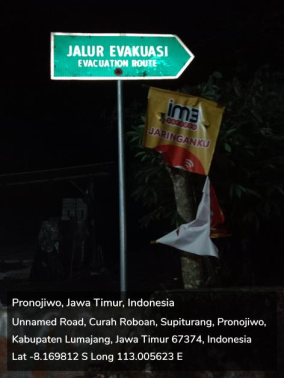 JALUR EVAKUASI
EVACUATION ROUTE
im3
JARINGANKU
Pronojiwo, Jawa Timur, Indonesia
Unnamed Road, Curah Roboan, Supiturang, Pronojiwo,
Kabupaten Lumajang, Jawa Timur 67374, Indonesia
Lat -8.169812 S Long 113.005623 E